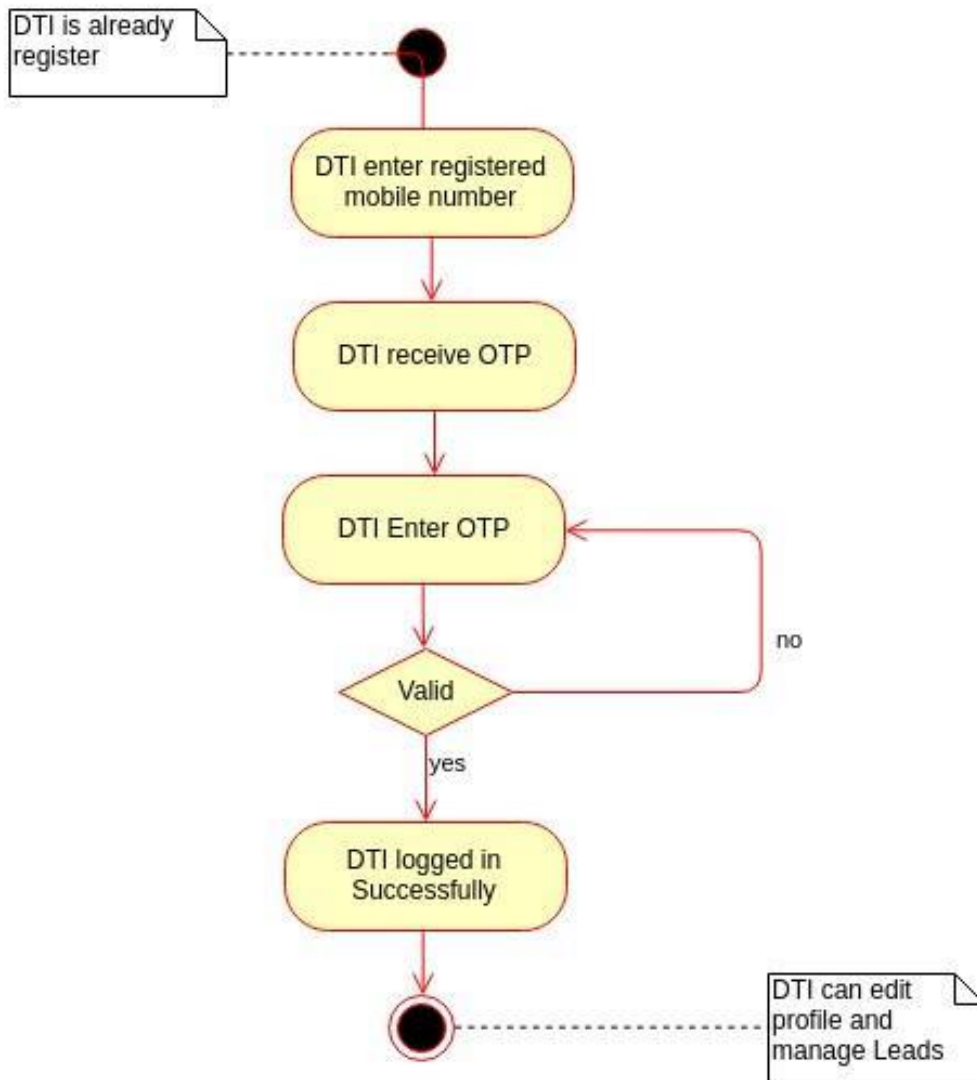 DTI is already
register
DTI enter registered
mobile number
DTI receive OTP
DTI Enter OTP
no
Valid
yes
DTI logged in
Successfully
DTI can edit
profile and
manage Leads